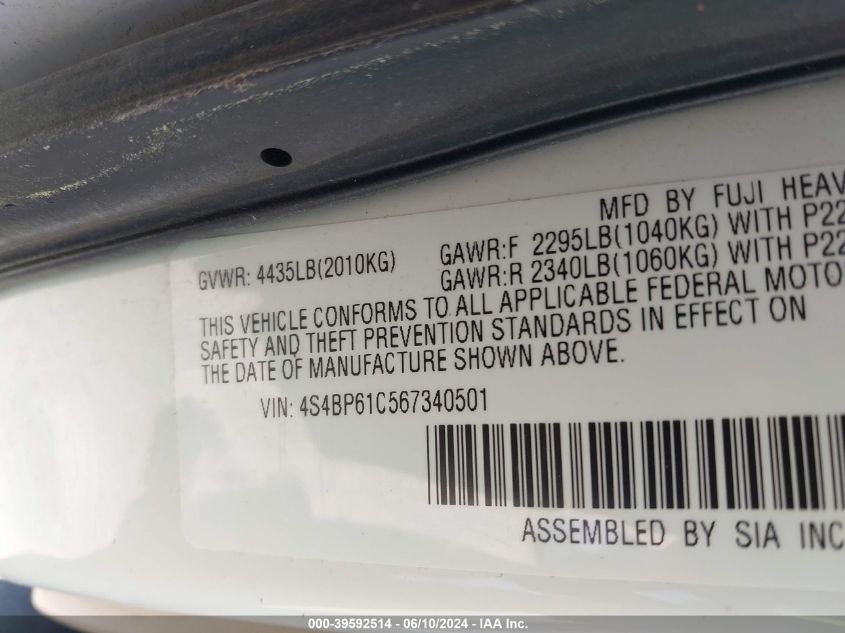 MFD BY FUJI HEAV
GVWR: 4435LB(2010KG) GAWR:F 2295LB(1040KG) WITH P22
GAWR:R 2340LB(1060KG) WITH P22
THIS VEHICLE CONFORMS TO ALL APPLICABLE FEDERAL MOTO
SAFETY AND THEFT PREVENTION STANDARDS IN EFFECT ON
THE DATE OF MANUFACTURE SHOWN ABOVE.
VIN: 4S4BP61C567340501
ASSEMBLED BY SIA INC
000-39592514 - 06/10/2024 - IAA Inc.